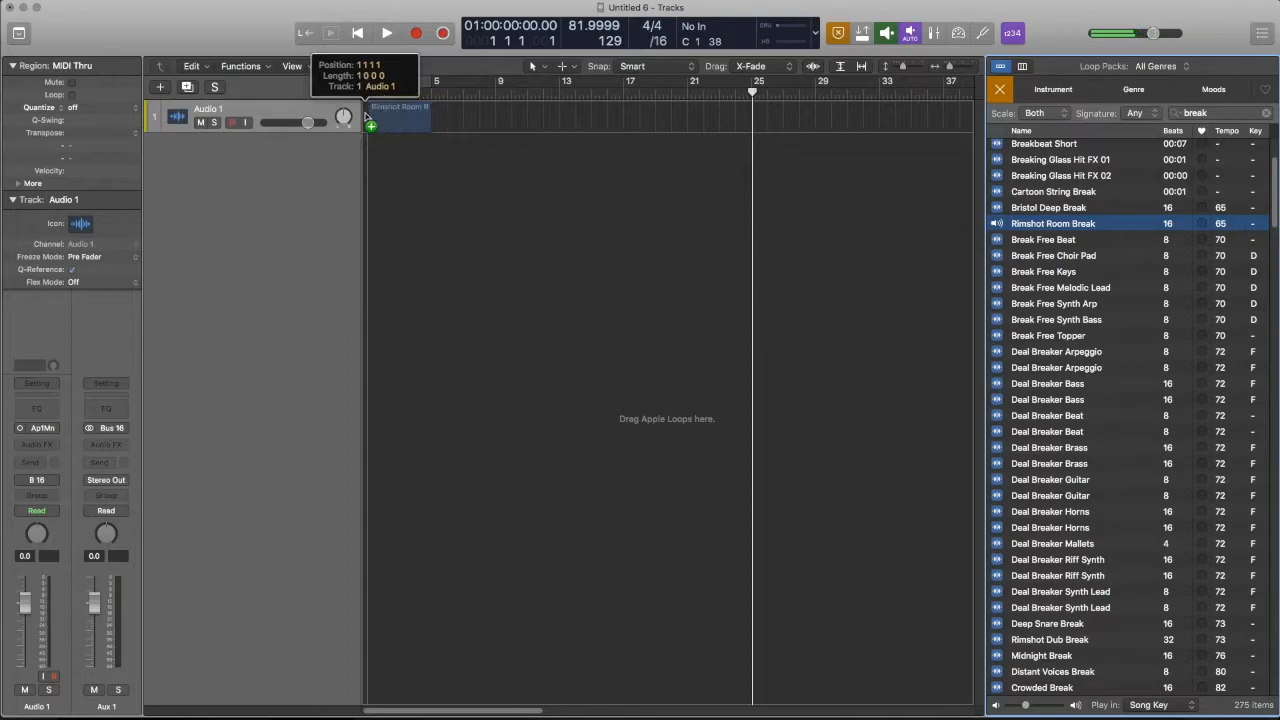 Untitled 6 - Tracks
01:00:00:00.00
1 1 1 1
81.9999
129
4/4
/16
No In
C 1 38
CPU
HD
AUTO
1234
Region: MIDI Thru
Mute:
Loop:
Quantize off
Q-Swing:
Transpose:
Velocity:
More
Track: Audio 1
Icon:
Channel: Audio 1
Freeze Mode: Pre Fader
Q-Reference:
Flex Mode: Off
Setting
EQ
Ap1Mn
Audio FX
Send
B 16
Group
Read
0.0
I R
M S
Audio 1
Setting
EQ
Bus 16
Audio FX
Send
Stereo Out
Group
Read
0.0
M S
Aux 1
Edit Functions View
Position: 1 1 1 1
Length: 1 0 0 0
Track: 1 Audio 1
Snap: Smart
Drag: X-Fade
5 9 13 17 21 25 29 33 37
1
Audio 1
M S R I
Rimshot Room R
Drag Apple Loops here.
Loop Packs: All Genres
Instrument Genre Moods
Scale: Both Signature: Any break
Name Beats Tempo Key
Breakbeat Short 00:07 - -
Breaking Glass Hit FX 01 00:01 - -
Breaking Glass Hit FX 02 00:00 - -
Cartoon String Break 00:01 - -
Bristol Deep Break 16 65 -
Rimshot Room Break 16 65 -
Break Free Beat 8 70 -
Break Free Choir Pad 8 70 D
Break Free Keys 8 70 D
Break Free Melodic Lead 8 70 D
Break Free Synth Arp 8 70 D
Break Free Synth Bass 8 70 D
Break Free Topper 8 70 -
Deal Breaker Arpeggio 8 72 F
Deal Breaker Arpeggio 8 72 F
Deal Breaker Bass 16 72 F
Deal Breaker Bass 16 72 F
Deal Breaker Beat 8 72 -
Deal Breaker Beat 8 72 -
Deal Breaker Brass 16 72 F
Deal Breaker Brass 16 72 F
Deal Breaker Guitar 8 72 F
Deal Breaker Guitar 8 72 F
Deal Breaker Horns 16 72 F
Deal Breaker Horns 16 72 F
Deal Breaker Mallets 4 72 F
Deal Breaker Riff Synth 16 72 F
Deal Breaker Riff Synth 16 72 F
Deal Breaker Synth Lead 8 72 F
Deal Breaker Synth Lead 8 72 F
Deep Snare Break 16 73 -
Rimshot Dub Break 32 73 -
Midnight Break 16 76 -
Distant Voices Break 8 80 -
Crowded Break 16 82 -
Play in: Song Key
275 items